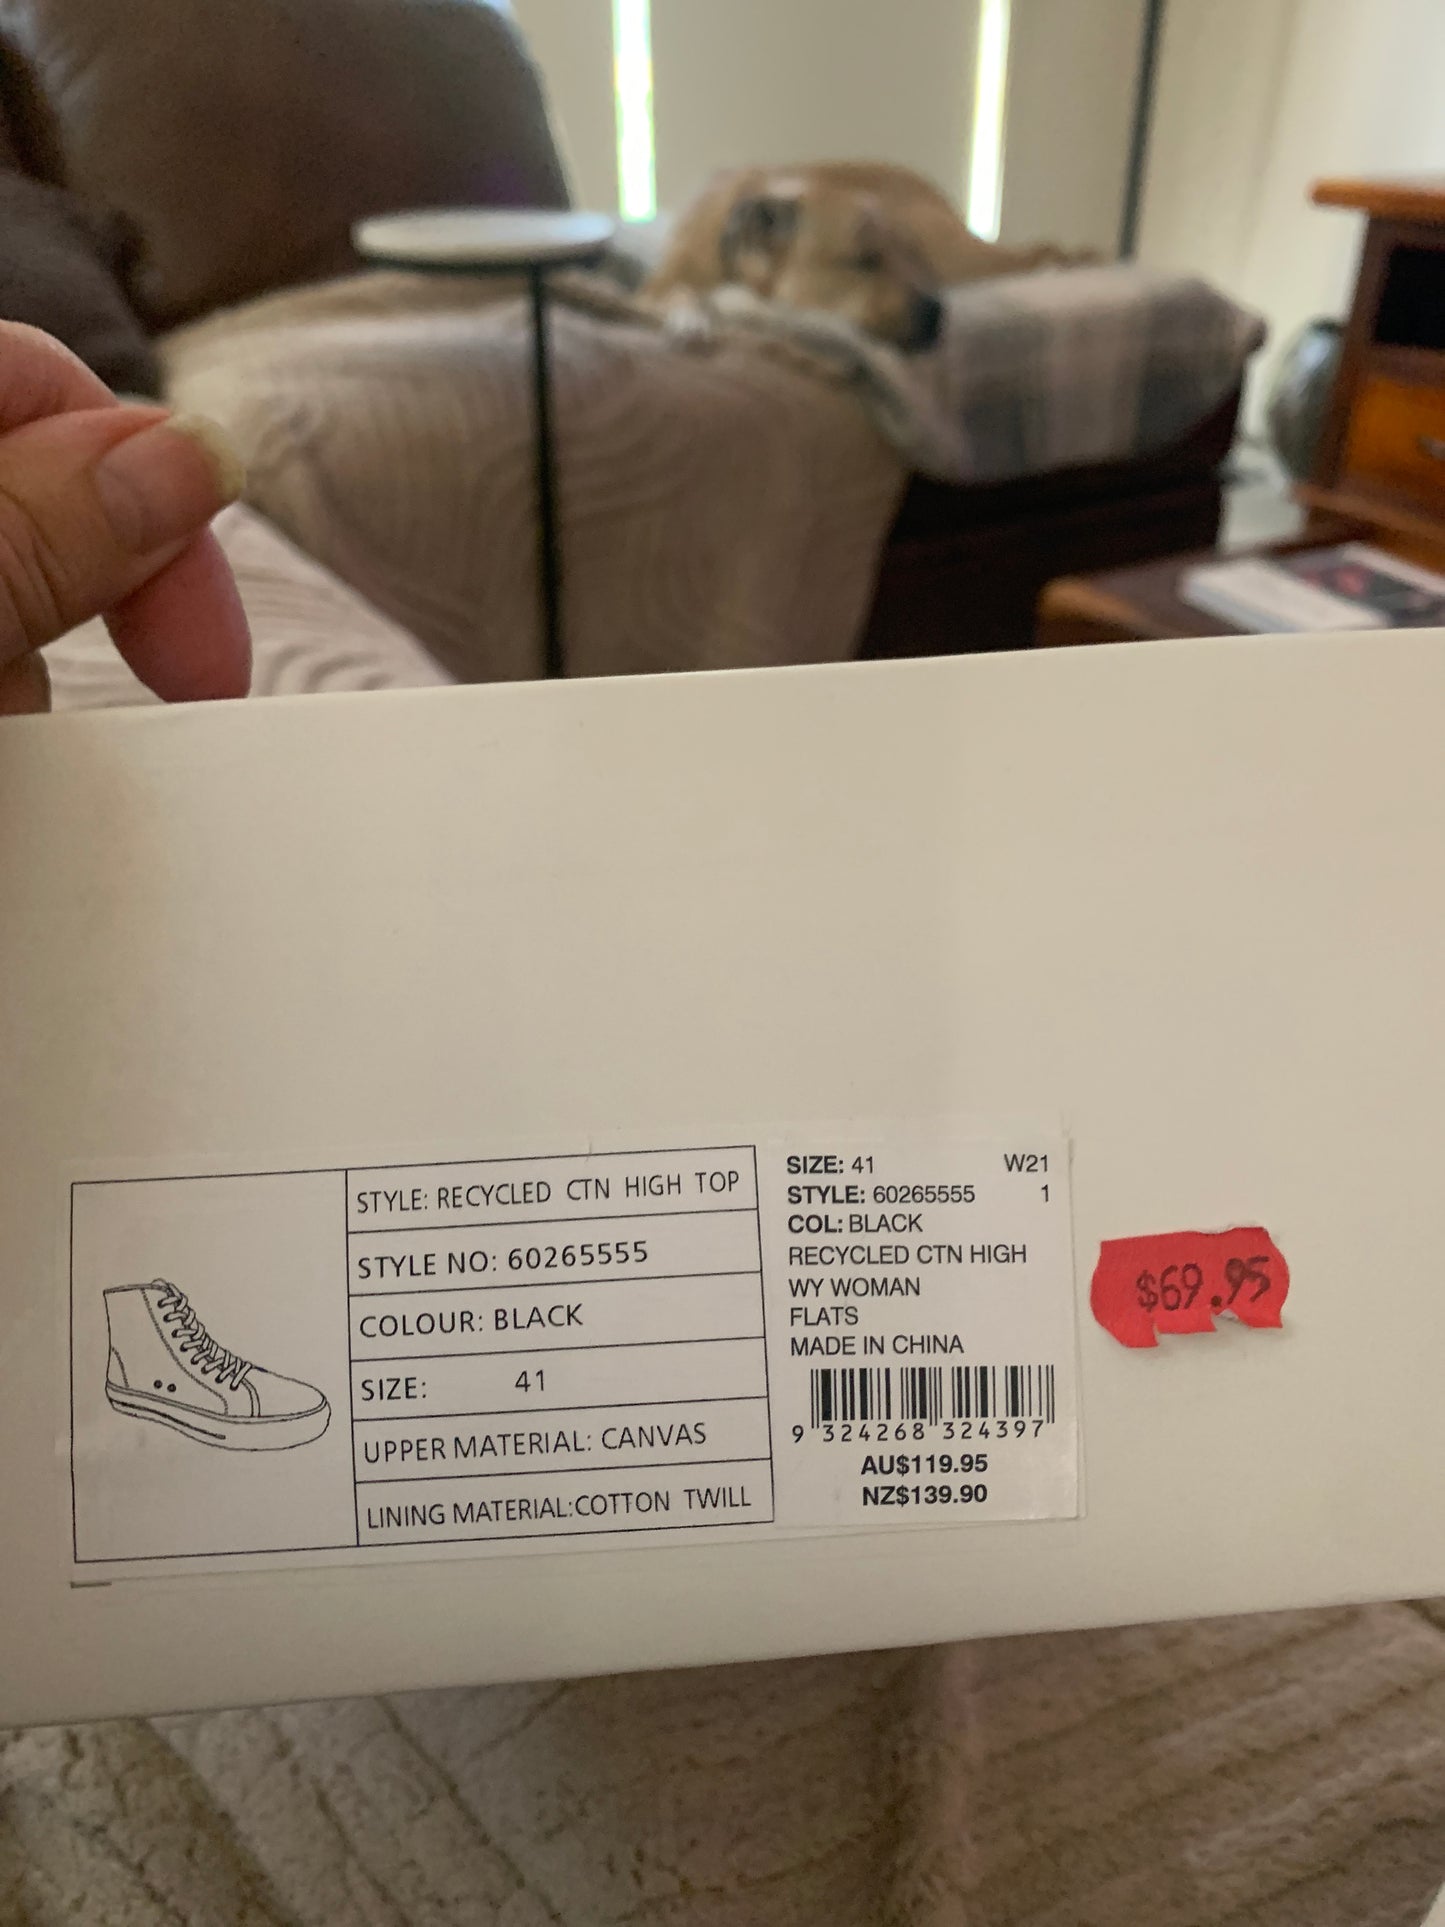 STYLE: RECYCLED CTN HIGH TOP
STYLE NO: 60265555
COLOUR: BLACK
SIZE: 41
UPPER MATERIAL: CANVAS
LINING MATERIAL:COTTON TWILL
SIZE: 41 W21
STYLE: 60265555 1
COL: BLACK
RECYCLED CTN HIGH
WY WOMAN
FLATS
MADE IN CHINA
9 324268 324397
AU$119.95
NZ$139.90
$69.95